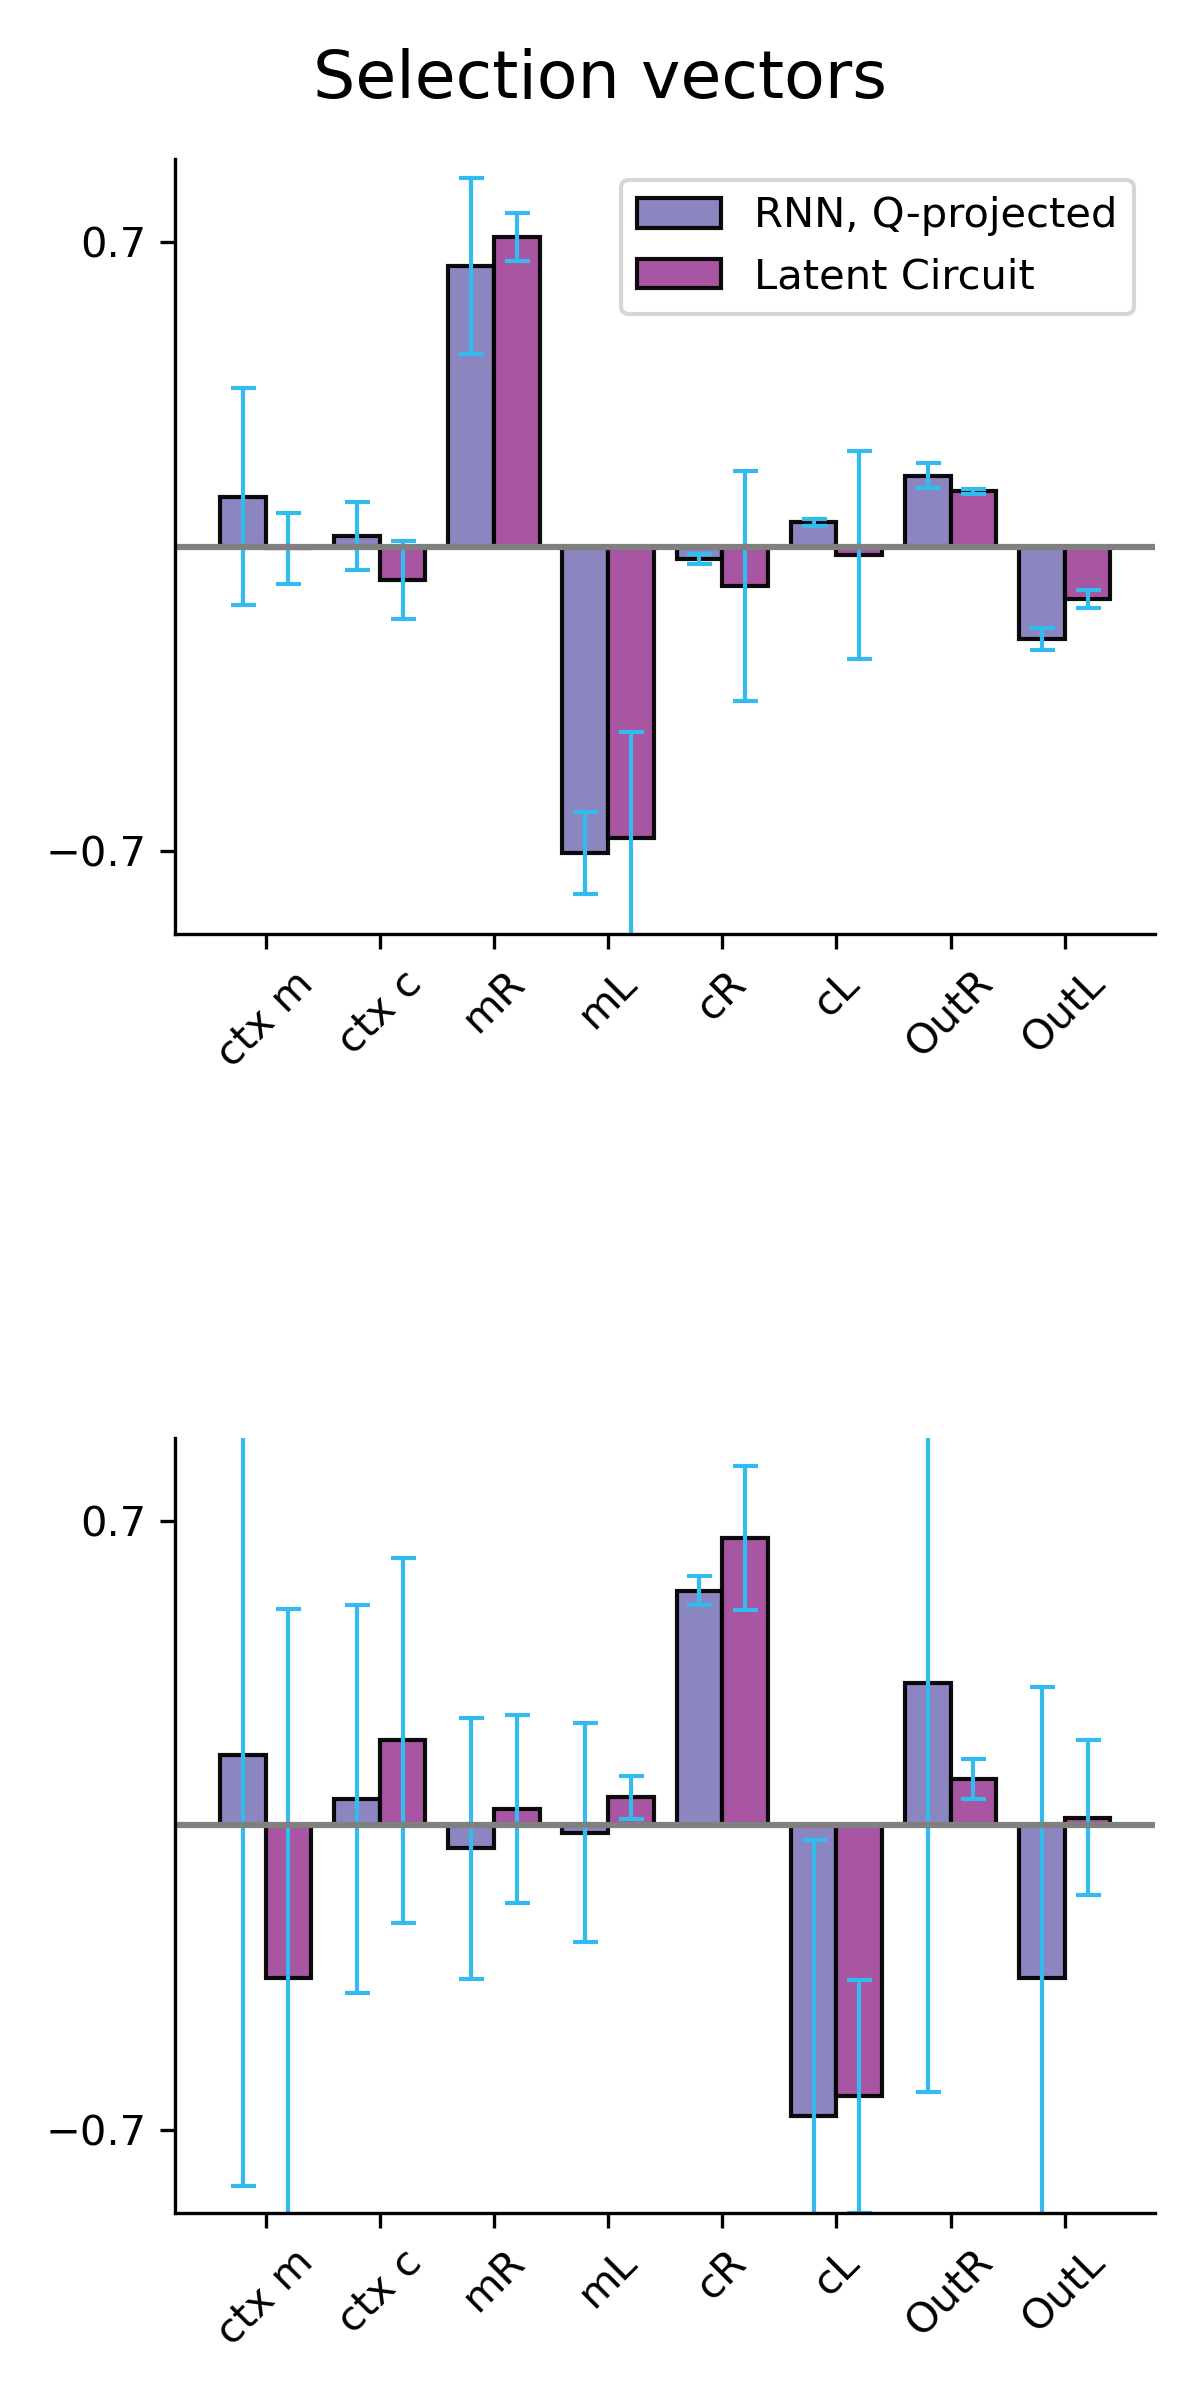 Selection vectors
0.7
−0.7
RNN, Q-projected
Latent Circuit
ctx m
ctx c
mR
mL
cR
cL
OutR
OutL
0.7
−0.7
ctx m
ctx c
mR
mL
cR
cL
OutR
OutL